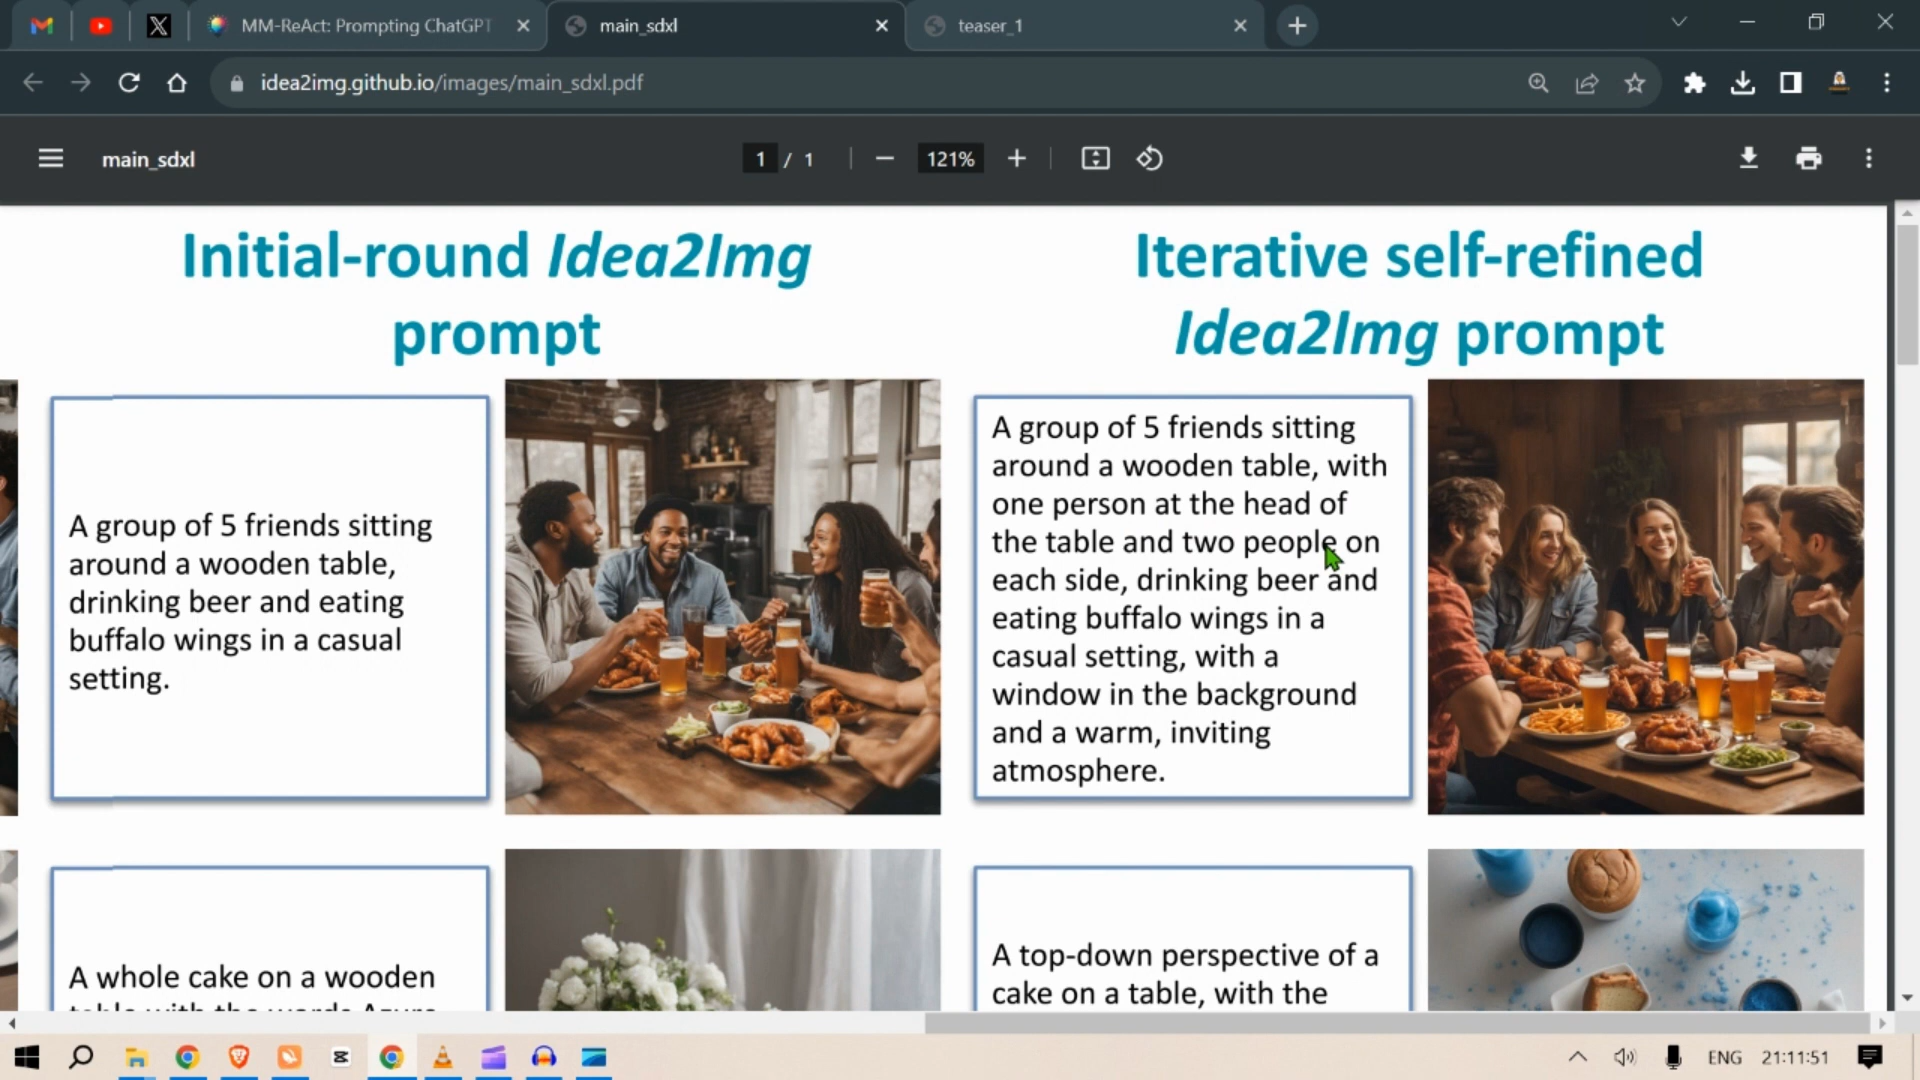 MM-ReAct: Prompting ChatGPT
main_sdxl
teaser_1
idea2img.github.io/images/main_sdxl.pdf
main_sdxl
1 / 1
121%
Initial-round Idea2Img
prompt
Iterative self-refined
Idea2Img prompt
A group of 5 friends sitting
around a wooden table,
drinking beer and eating
buffalo wings in a casual
setting.
A group of 5 friends sitting
around a wooden table, with
one person at the head of
the table and two people on
each side, drinking beer and
eating buffalo wings in a
casual setting, with a
window in the background
and a warm, inviting
atmosphere.
A whole cake on a wooden
table with the words Azure
A top-down perspective of a
cake on a table, with the
ENG 21:11:51